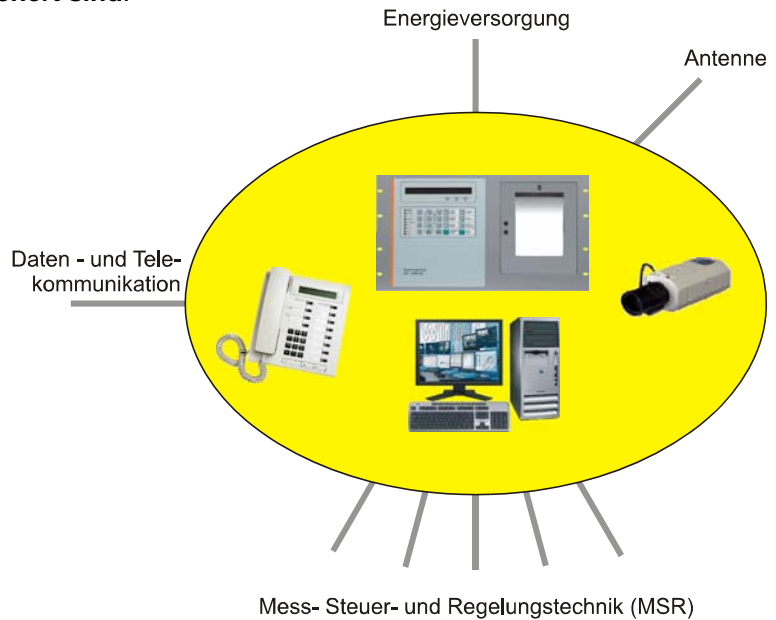 Energieversorgung
Antenne
Daten - und Tele-
kommunikation
Mess- Steuer- und Regelungstechnik (MSR)